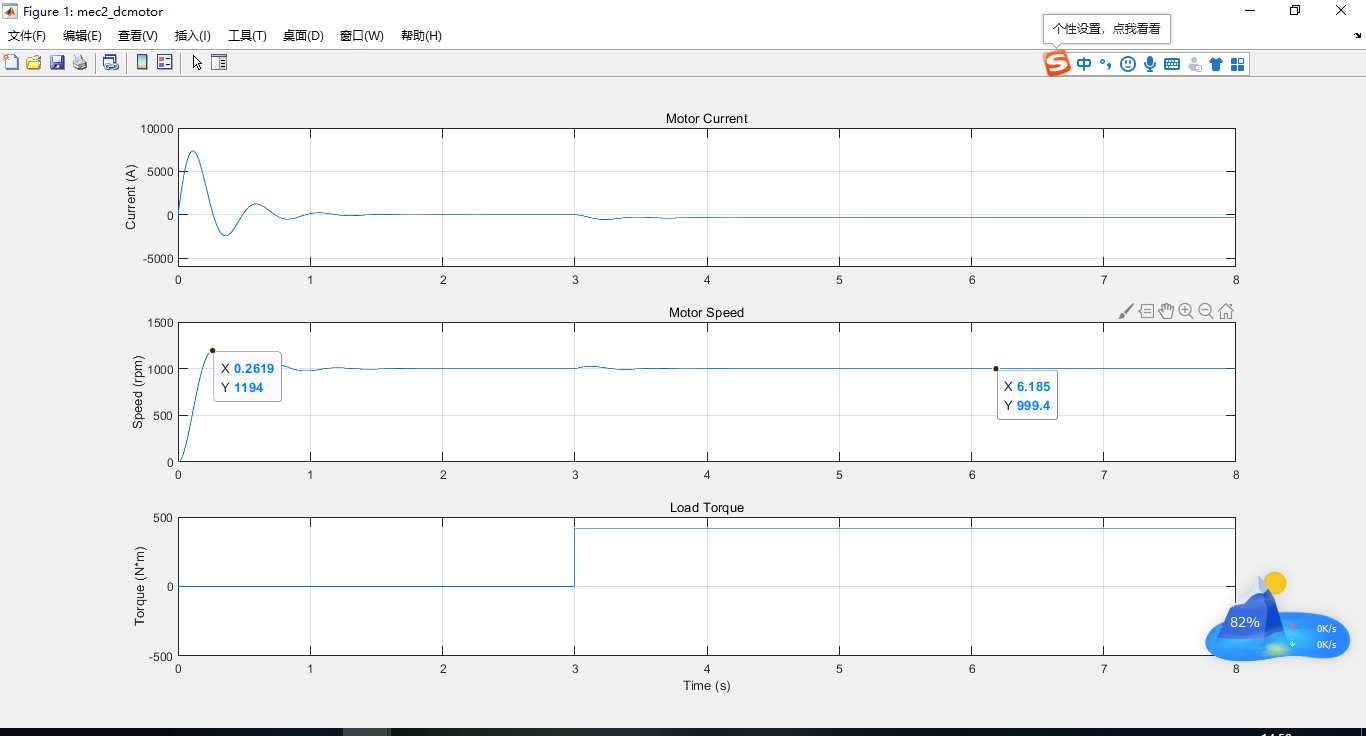 Figure 1: mec2_dcmotor
文件(F) 编辑(E) 查看(V) 插入(I) 工具(T) 桌面(D) 窗口(W) 帮助(H)
个性设置，点我看看
中
Motor Current
Current (A)
10000
5000
0
-5000
0 1 2 3 4 5 6 7 8
Motor Speed
Speed (rpm)
1500
1000
500
0
X 0.2619
Y 1194
X 6.185
Y 999.4
0 1 2 3 4 5 6 7 8
Load Torque
Torque (N*m)
500
0
-500
0 1 2 3 4 5 6 7 8
Time (s)
82%
0K/s
0K/s